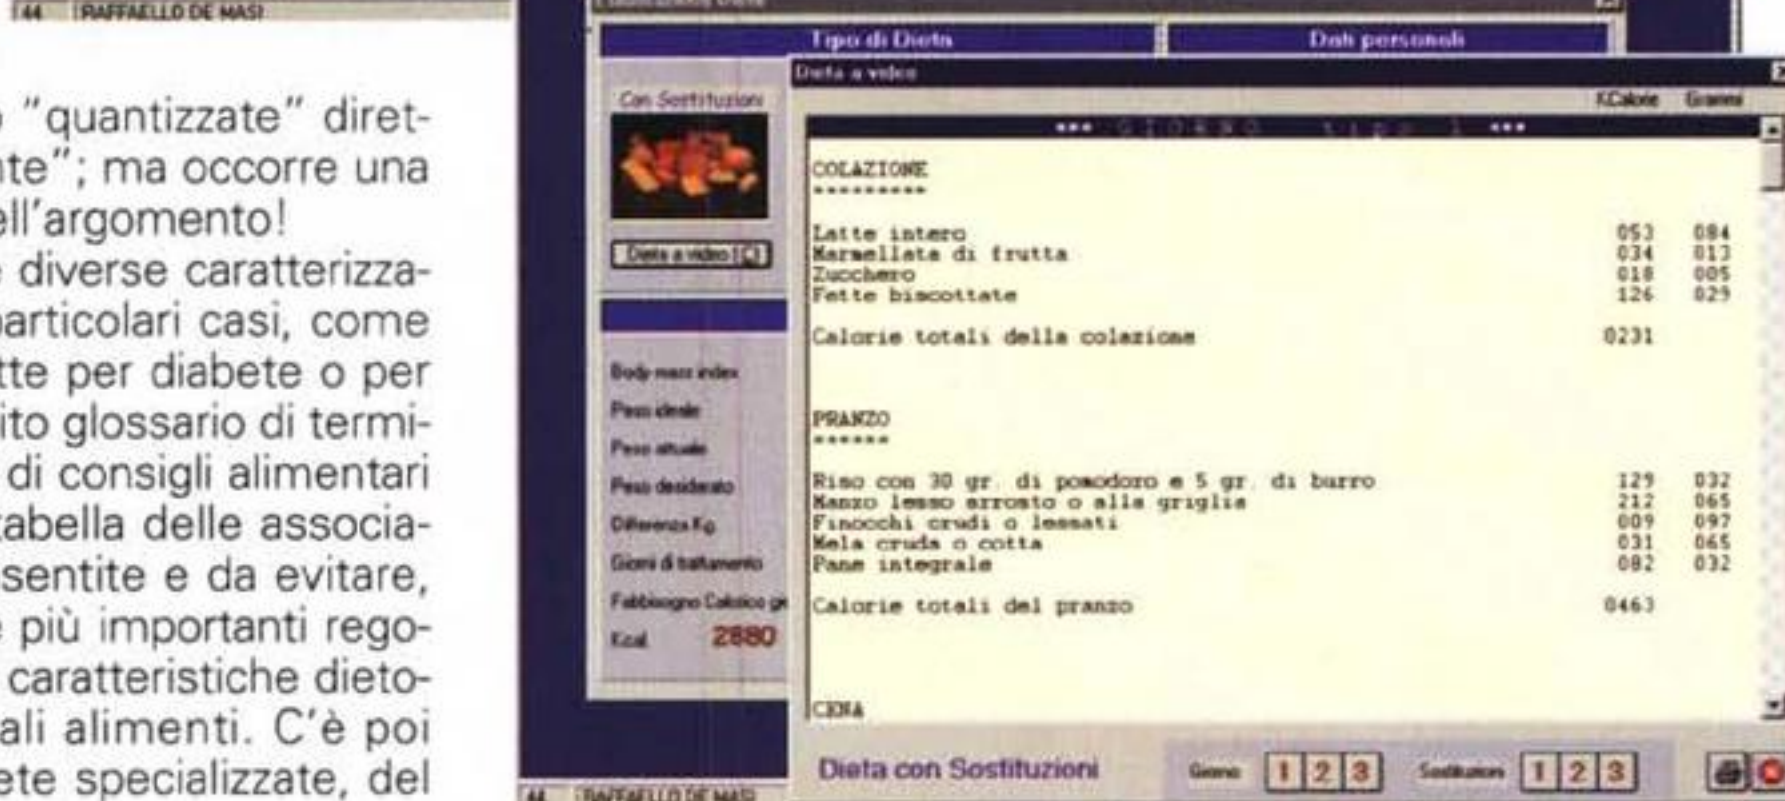 44 RAFFAELLO DE MASI
"quantizzate" diret-
nte"; ma occorre una
ell'argomento!
e diverse caratterizza-
particolari casi, come
tte per diabete o per
ito glossario di termi-
di consigli alimentari
tabella delle associa-
sentite e da evitare,
e più importanti rego-
caratteristiche dieto-
ali alimenti. C'è poi
ete specializzate, del
Tipo di Dieta
Dati personali
Con Sostituzioni
Dieta a video
Body mass index
Peso ideale
Peso attuale
Peso desiderato
Differenza Kg
Giorni di trattamento
Fabbisogno Calorico
Kcal 2880
Dieta a video
KCalorie Grammi
*** GIORNO tipo 1 ***
COLAZIONE
*********
Latte intero 053 084
Marmellata di frutta 034 013
Zucchero 018 005
Fette biscottate 126 029
Calorie totali della colazione 0231
PRANZO
******
Riso con 30 gr. di pomodoro e 5 gr. di burro 129 032
Manzo lesso arrosto o alla griglia 212 065
Finocchi crudi o lessati 009 097
Mela cruda o cotta 031 065
Pane integrale 082 032
Calorie totali del pranzo 0463
CENA
Dieta con Sostituzioni
Giorno 1 2 3
Sostituzioni 1 2 3
44 RAFFAELLO DE MASI